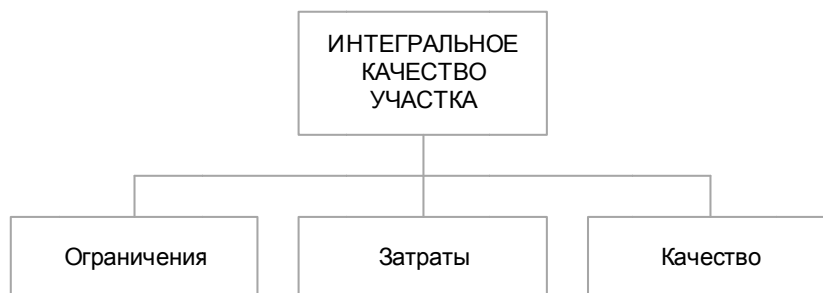 ИНТЕГРАЛЬНОЕ
КАЧЕСТВО
УЧАСТКА
Ограничения
Затраты
Качество